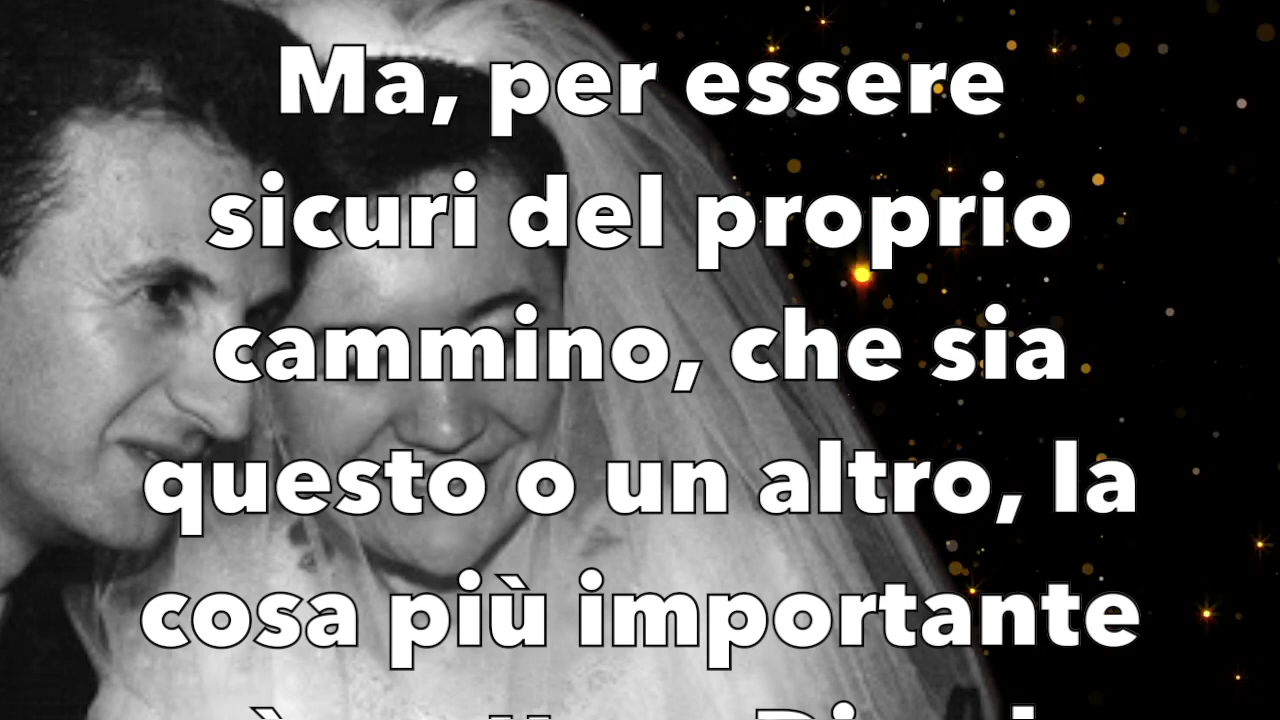 Ma, per essere
sicuri del proprio
cammino, che sia
questo o un altro, la
cosa più importante